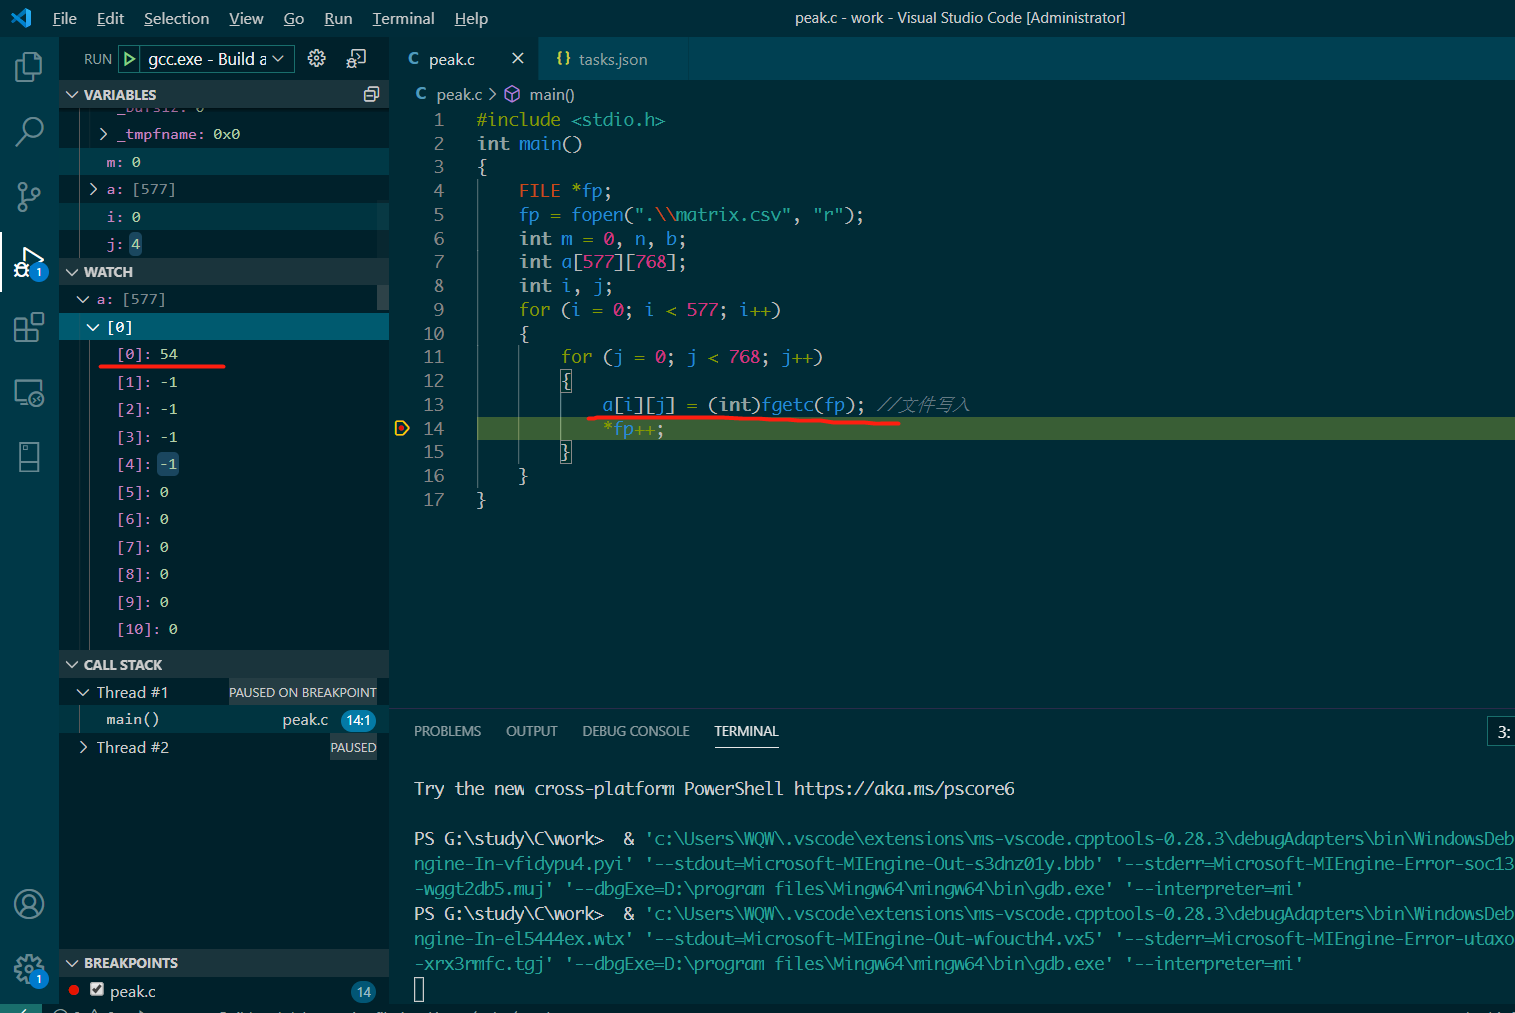 File Edit Selection View Go Run Terminal Help
peak.c - work - Visual Studio Code [Administrator]
RUN gcc.exe - Build a
peak.c
tasks.json
VARIABLES
_tmpfname: 0x0
m: 0
a: [577]
i: 0
j: 4
WATCH
a: [577]
[0]
[0]: 54
[1]: -1
[2]: -1
[3]: -1
[4]: -1
[5]: 0
[6]: 0
[7]: 0
[8]: 0
[9]: 0
[10]: 0
CALL STACK
Thread #1 PAUSED ON BREAKPOINT
main() peak.c 14:1
Thread #2 PAUSED
BREAKPOINTS
peak.c 14
1
1
C peak.c > main()
1 #include <stdio.h>
2 int main()
3 {
4 FILE *fp;
5 fp = fopen(".\\matrix.csv", "r");
6 int m = 0, n, b;
7 int a[577][768];
8 int i, j;
9 for (i = 0; i < 577; i++)
10 {
11 for (j = 0; j < 768; j++)
12 {
13 a[i][j] = (int)fgetc(fp); //文件写入
14 *fp++;
15 }
16 }
17 }
PROBLEMS OUTPUT DEBUG CONSOLE TERMINAL
3:
Try the new cross-platform PowerShell https://aka.ms/pscore6
PS G:\study\C\work> & 'c:\Users\WQW\.vscode\extensions\ms-vscode.cpptools-0.28.3\debugAdapters\bin\WindowsDeb
ngine-In-vfidypu4.pyi' '--stdout=Microsoft-MIEngine-Out-s3dnz01y.bbb' '--stderr=Microsoft-MIEngine-Error-soc13
-wggt2db5.muj' '--dbgExe=D:\program files\Mingw64\mingw64\bin\gdb.exe' '--interpreter=mi'
PS G:\study\C\work> & 'c:\Users\WQW\.vscode\extensions\ms-vscode.cpptools-0.28.3\debugAdapters\bin\WindowsDeb
ngine-In-el5444ex.wtx' '--stdout=Microsoft-MIEngine-Out-wfoucth4.vx5' '--stderr=Microsoft-MIEngine-Error-utaxo
-xrx3rmfc.tgj' '--dbgExe=D:\program files\Mingw64\mingw64\bin\gdb.exe' '--interpreter=mi'